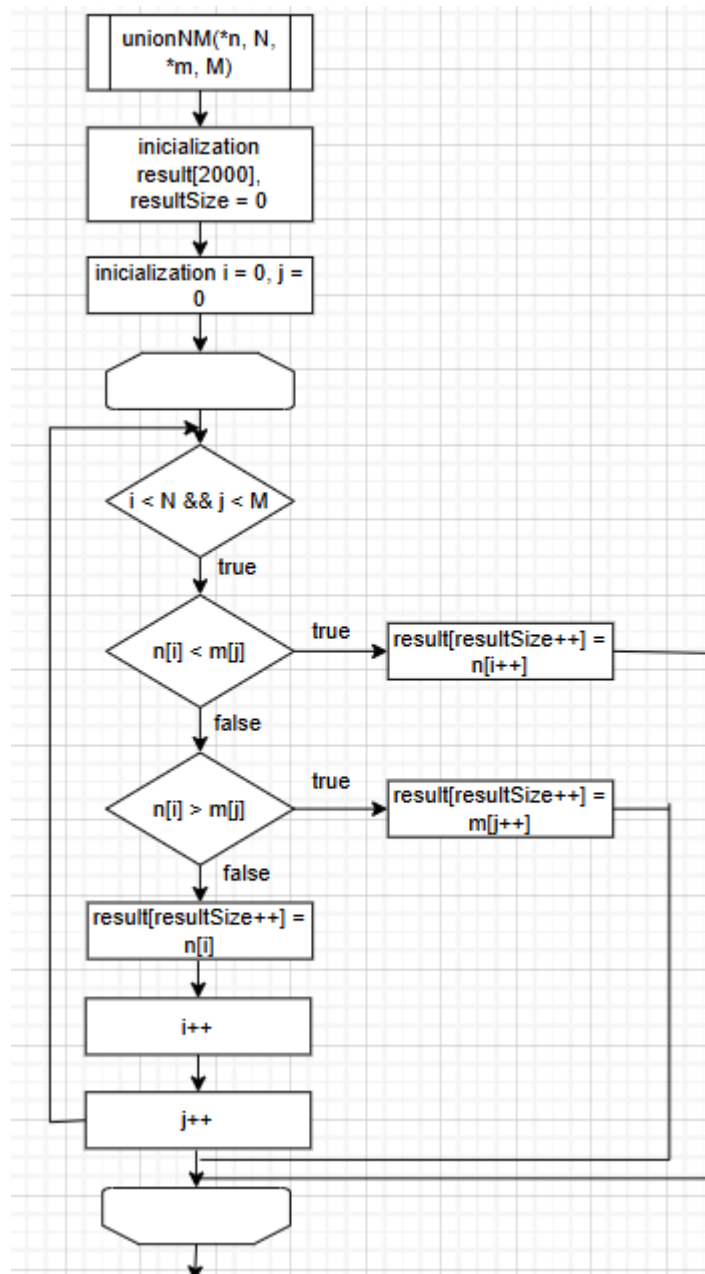 unionNM(*n, N,
*m, M)
inicialization
result[2000],
resultSize = 0
inicialization i = 0, j =
0
i < N && j < M
true
n[i] < m[j]
true
result[resultSize++] =
n[i++]
false
n[i] > m[j]
true
result[resultSize++] =
m[j++]
false
result[resultSize++] =
n[i]
i++
j++